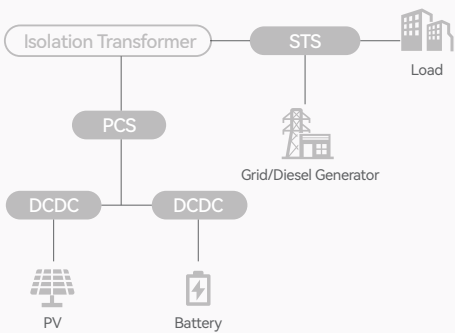 Isolation Transformer
STS
Load
PCS
Grid/Diesel Generator
DCDC
DCDC
PV
Battery